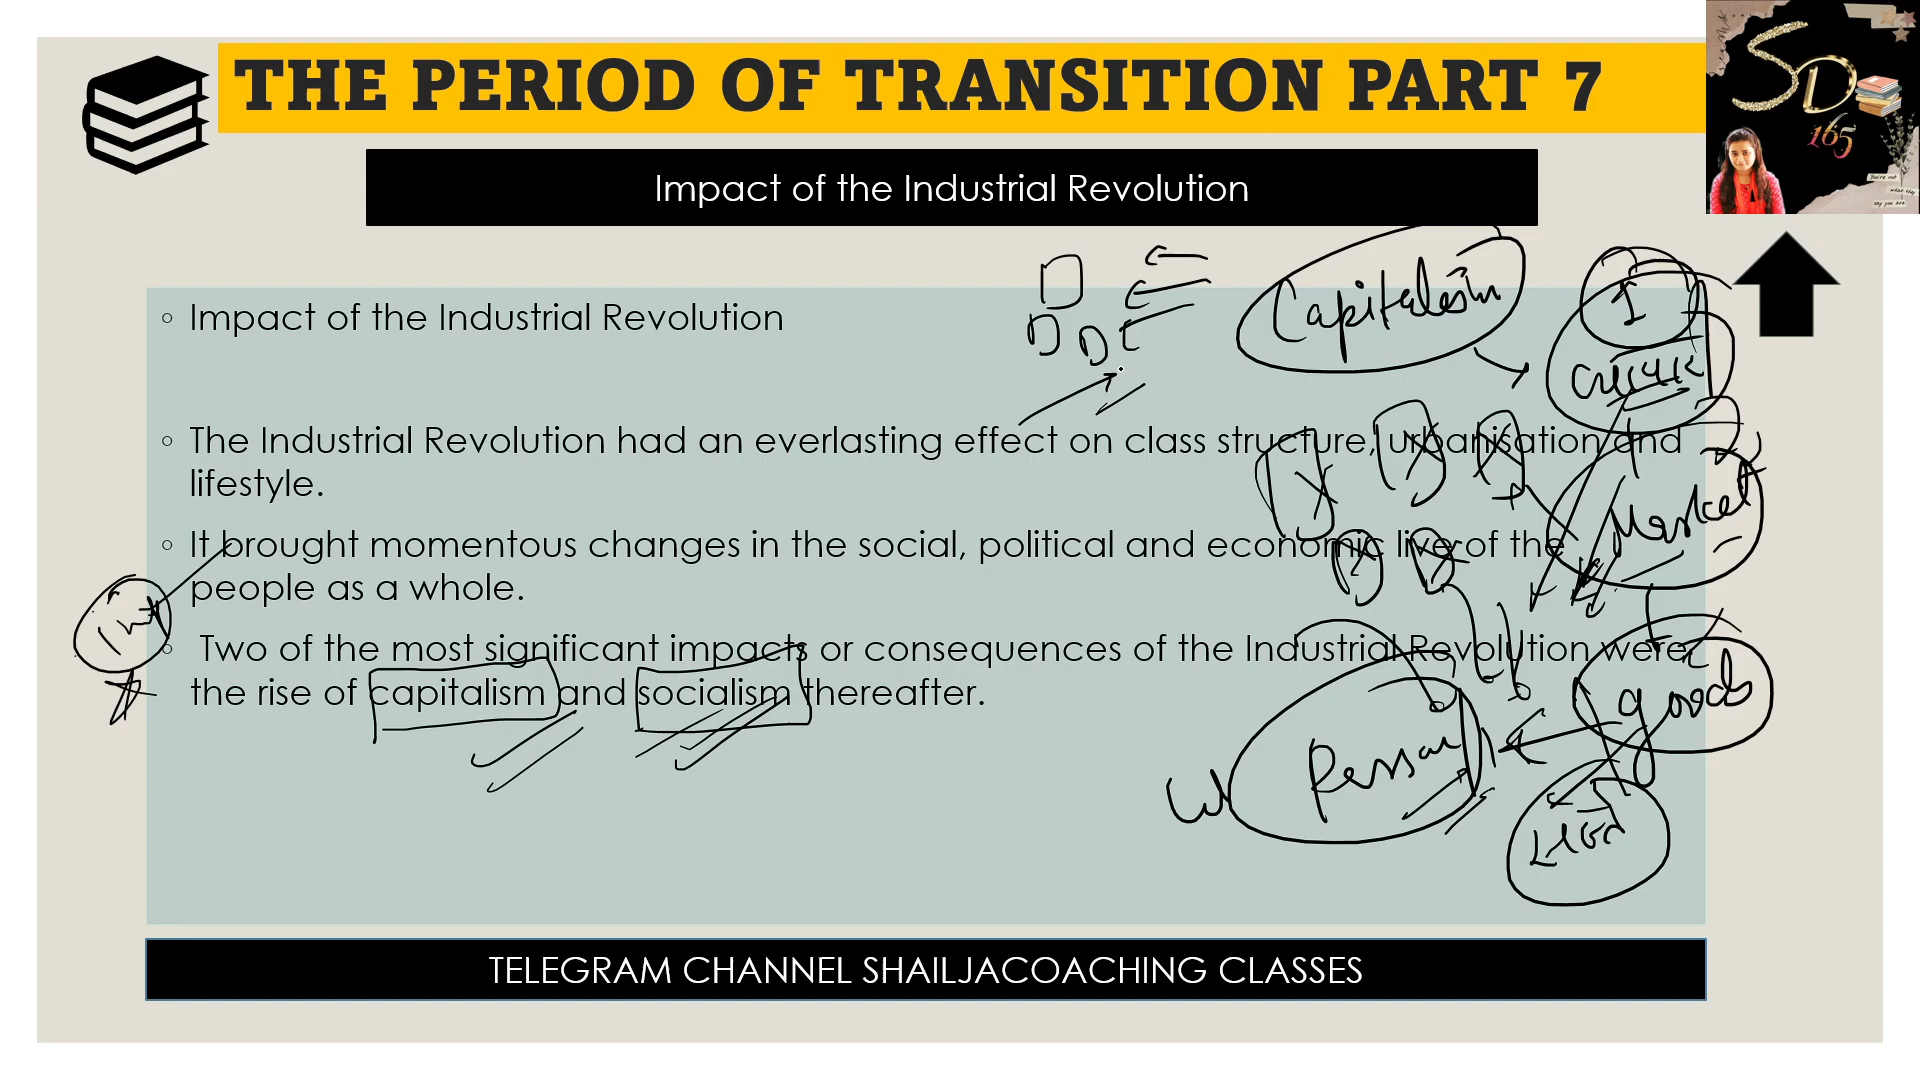 THE PERIOD OF TRANSITION PART 7
SD
165
Impact of the Industrial Revolution
Impact of the Industrial Revolution
The Industrial Revolution had an everlasting effect on class structure, urbanisation and
lifestyle.
It brought momentous changes in the social, political and economic live of the
people as a whole.
Two of the most significant impacts or consequences of the Industrial Revolution were
the rise of capitalism and socialism thereafter.
Capitalism
I
Market
goods
Person
TELEGRAM CHANNEL SHAILJACOACHING CLASSES